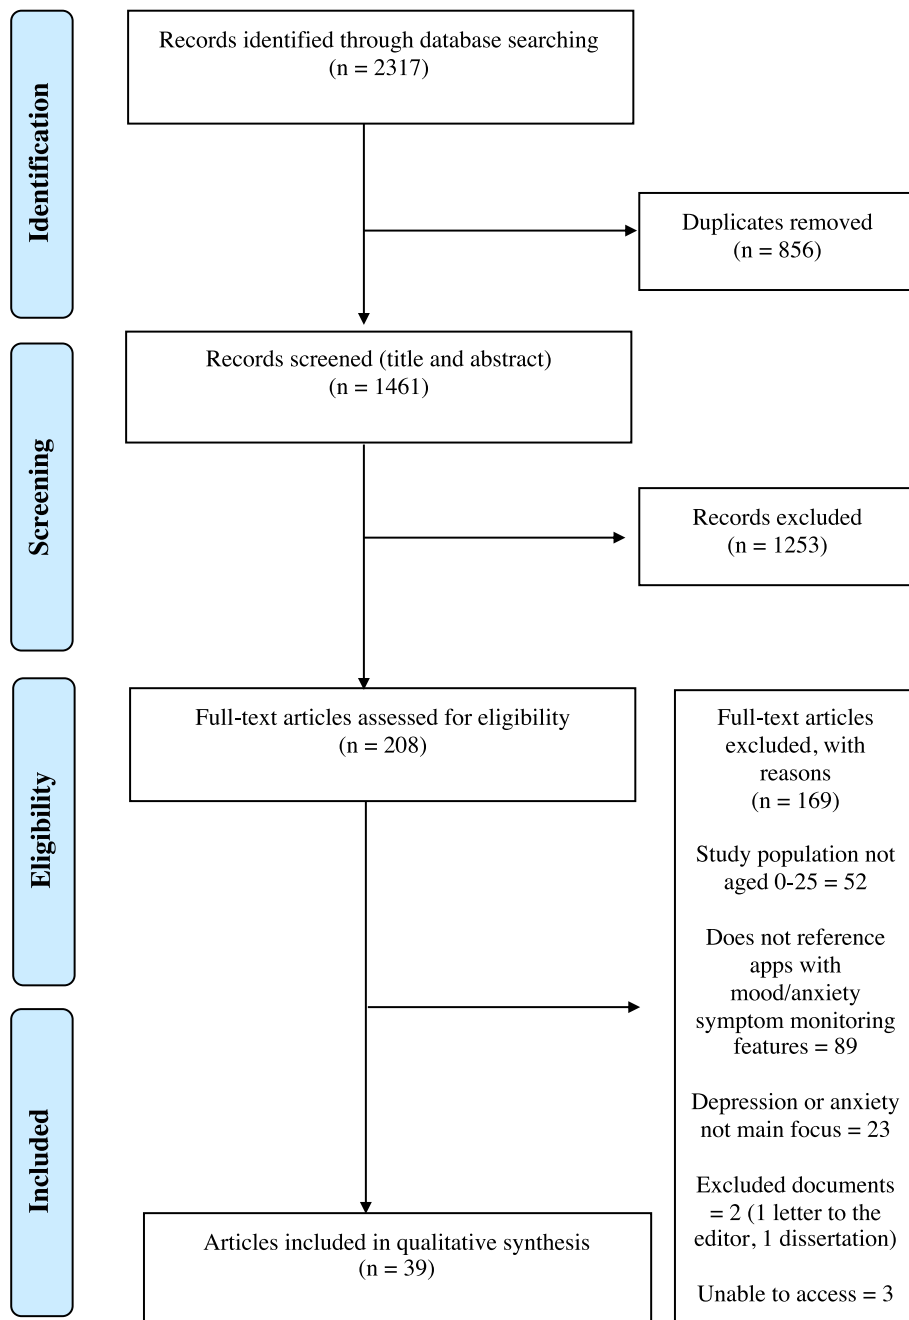 Identification
Records identified through database searching
(n = 2317)
Duplicates removed
(n = 856)
Screening
Records screened (title and abstract)
(n = 1461)
Records excluded
(n = 1253)
Eligibility
Full-text articles assessed for eligibility
(n = 208)
Full-text articles
excluded, with
reasons
(n = 169)
Study population not
aged 0-25 = 52
Does not reference
apps with
mood/anxiety
symptom monitoring
features = 89
Depression or anxiety
not main focus = 23
Excluded documents
= 2 (1 letter to the
editor, 1 dissertation)
Unable to access = 3
Included
Articles included in qualitative synthesis
(n = 39)